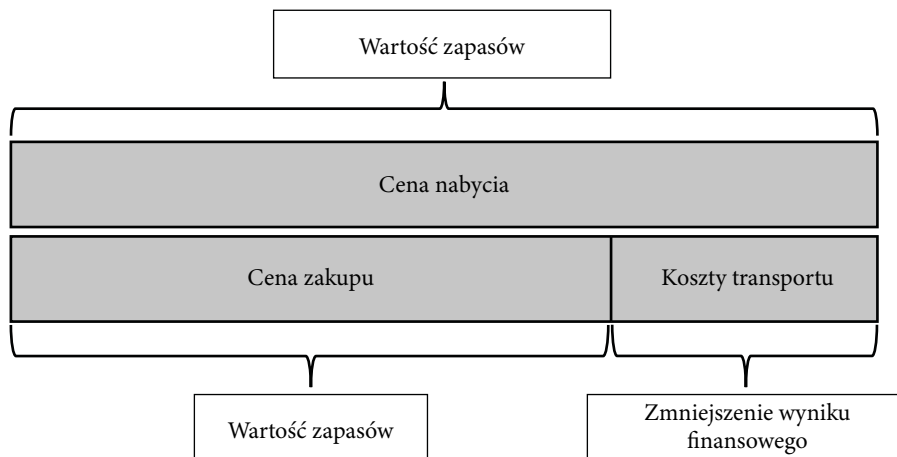 Wartość zapasów
Cena nabycia
Cena zakupu
Koszty transportu
Wartość zapasów
Zmniejszenie wyniku
finansowego